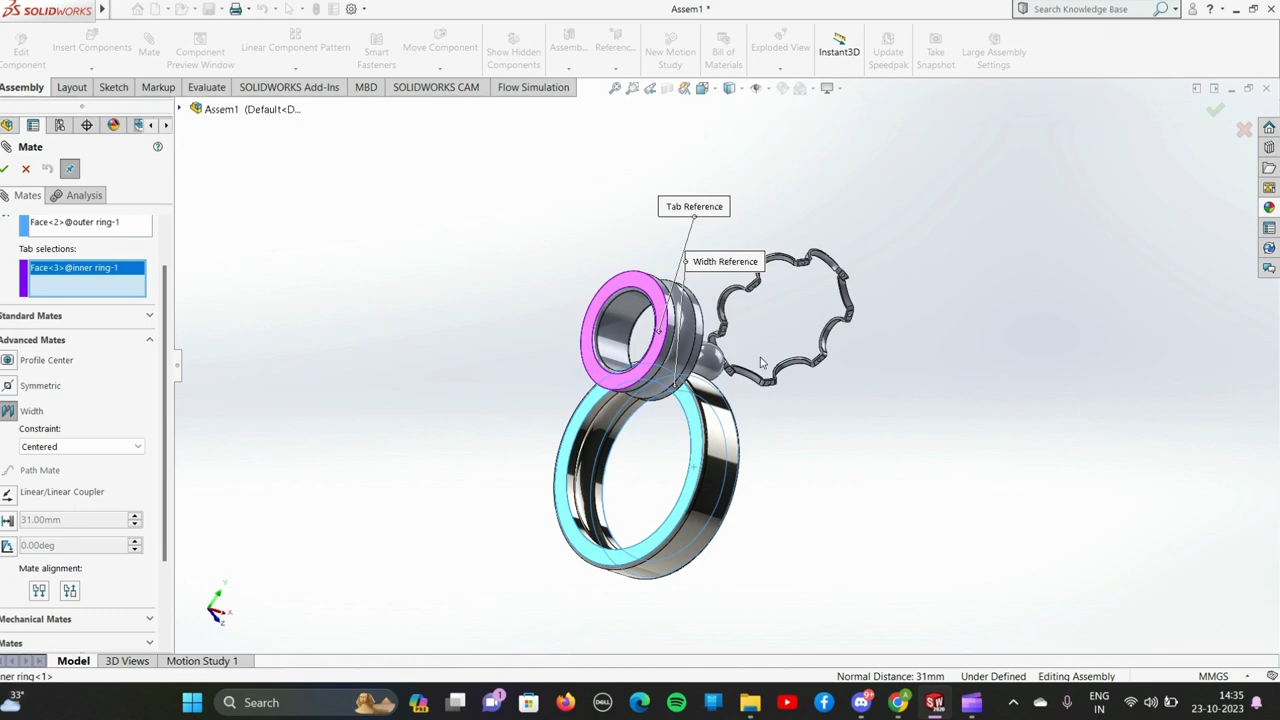 SOLIDWORKS
Assem1 *
Search Knowledge Base
Edit Component
Insert Components
Mate
Component Preview Window
Linear Component Pattern
Smart Fasteners
Move Component
Show Hidden Components
Assemb...
Referenc...
New Motion Study
Bill of Materials
Exploded View
Instant3D
Update Speedpak
Take Snapshot
Large Assembly Settings
Assembly
Layout
Sketch
Markup
Evaluate
SOLIDWORKS Add-Ins
MBD
SOLIDWORKS CAM
Flow Simulation
Assem1 (Default<D...
Mate
Mates
Analysis
Face<2>@outer ring-1
Tab selections:
Face<3>@inner ring-1
Standard Mates
Advanced Mates
Profile Center
Symmetric
Width
Constraint:
Centered
Path Mate
Linear/Linear Coupler
31.00mm
0.00deg
Mate alignment:
Mechanical Mates
Mates
Tab Reference
Width Reference
Y
X
Z
Model
3D Views
Motion Study 1
nner ring<1>
Normal Distance: 31mm
Under Defined
Editing Assembly
MMGS
33°
Search
ENG
IN
14:35
23-10-2023